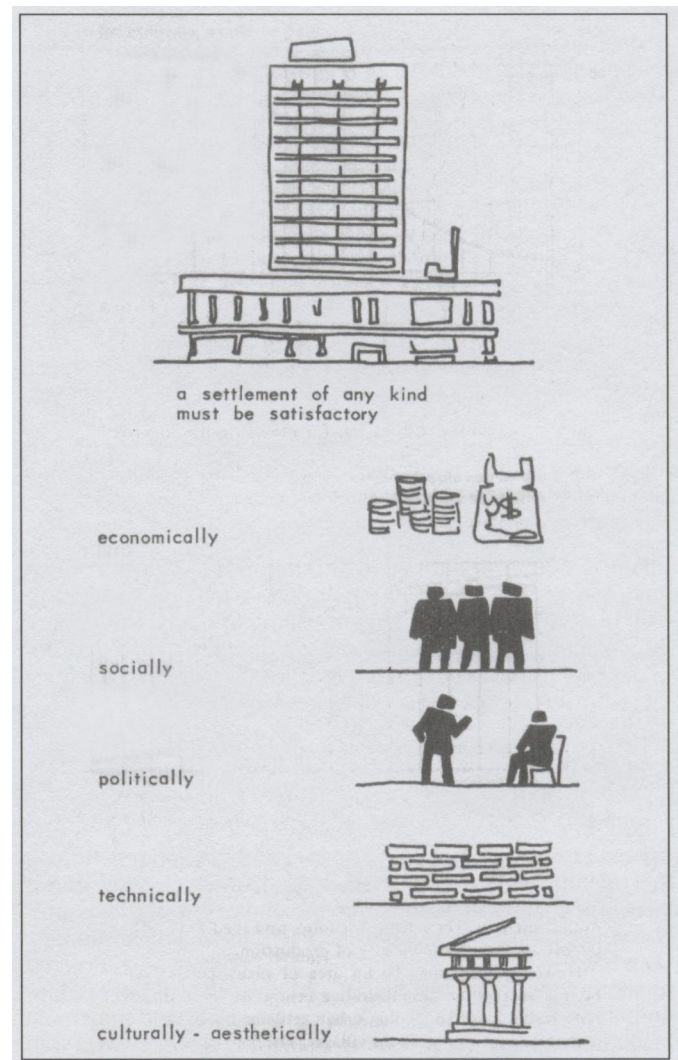 a settlement of any kind
must be satisfactory
economically
y$
socially
politically
technically
culturally - aesthetically